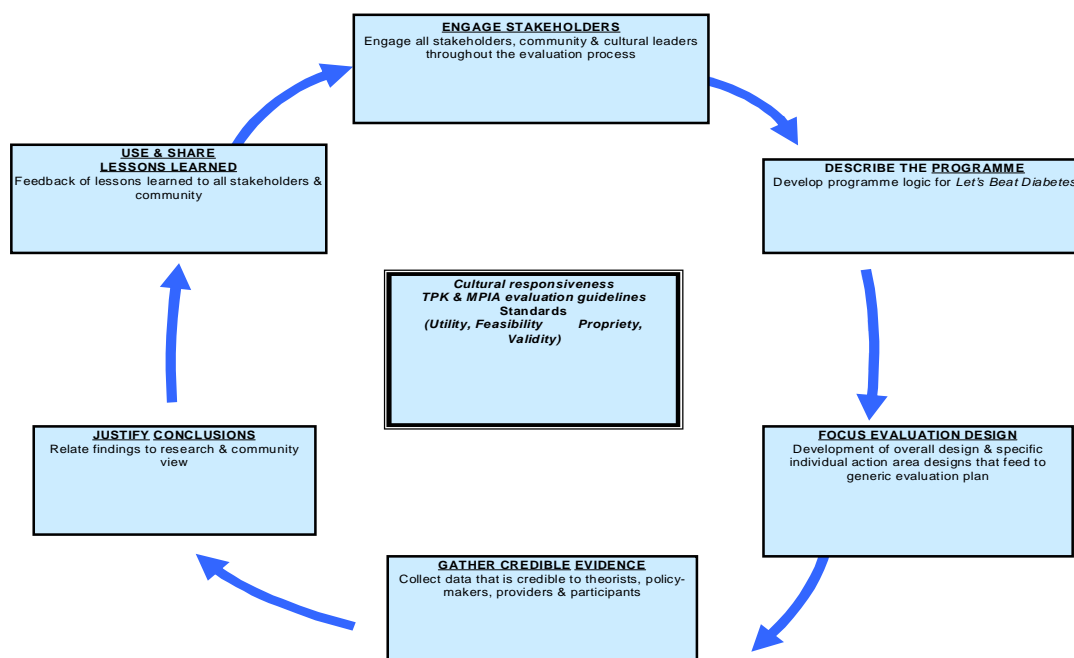 ENGAGE STAKEHOLDERS
Engage all stakeholders, community & cultural leaders
throughout the evaluation process
USE & SHARE
LESSONS LEARNED
Feedback of lessons learned to all stakeholders &
community
DESCRIBE THE PROGRAMME
Develop programme logic for Let's Beat Diabetes
Cultural responsiveness
TPK & MPIA evaluation guidelines
Standards
(Utility, Feasibility Propriety,
Validity)
JUSTIFY CONCLUSIONS
Relate findings to research & community
view
FOCUS EVALUATION DESIGN
Development of overall design & specific
individual action area designs that feed to
generic evaluation plan
GATHER CREDIBLE EVIDENCE
Collect data that is credible to theorists, policy-
makers, providers & participants